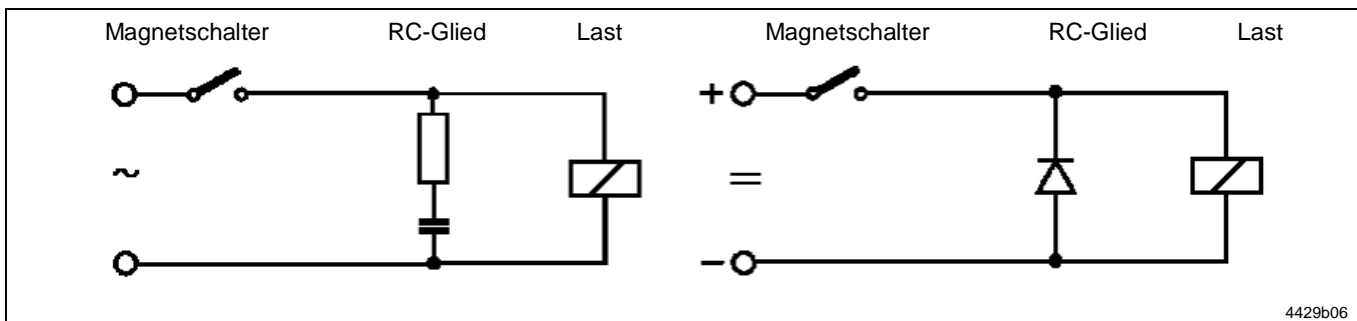 Magnetschalter RC-Glied Last Magnetschalter RC-Glied Last
+
~ =
−
4429b06